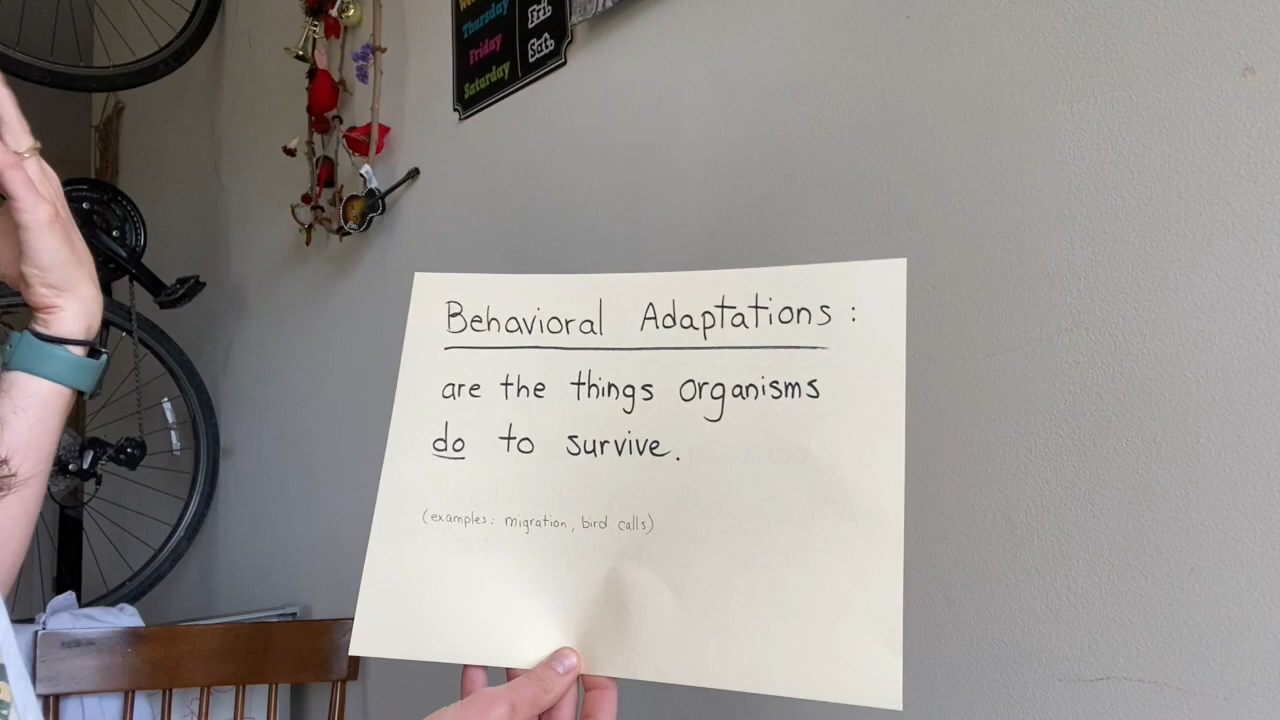 Thursday
Friday
Saturday
Fri.
Sat.
Behavioral Adaptations:
are the things organisms
do to survive.
(examples: migration, bird calls)